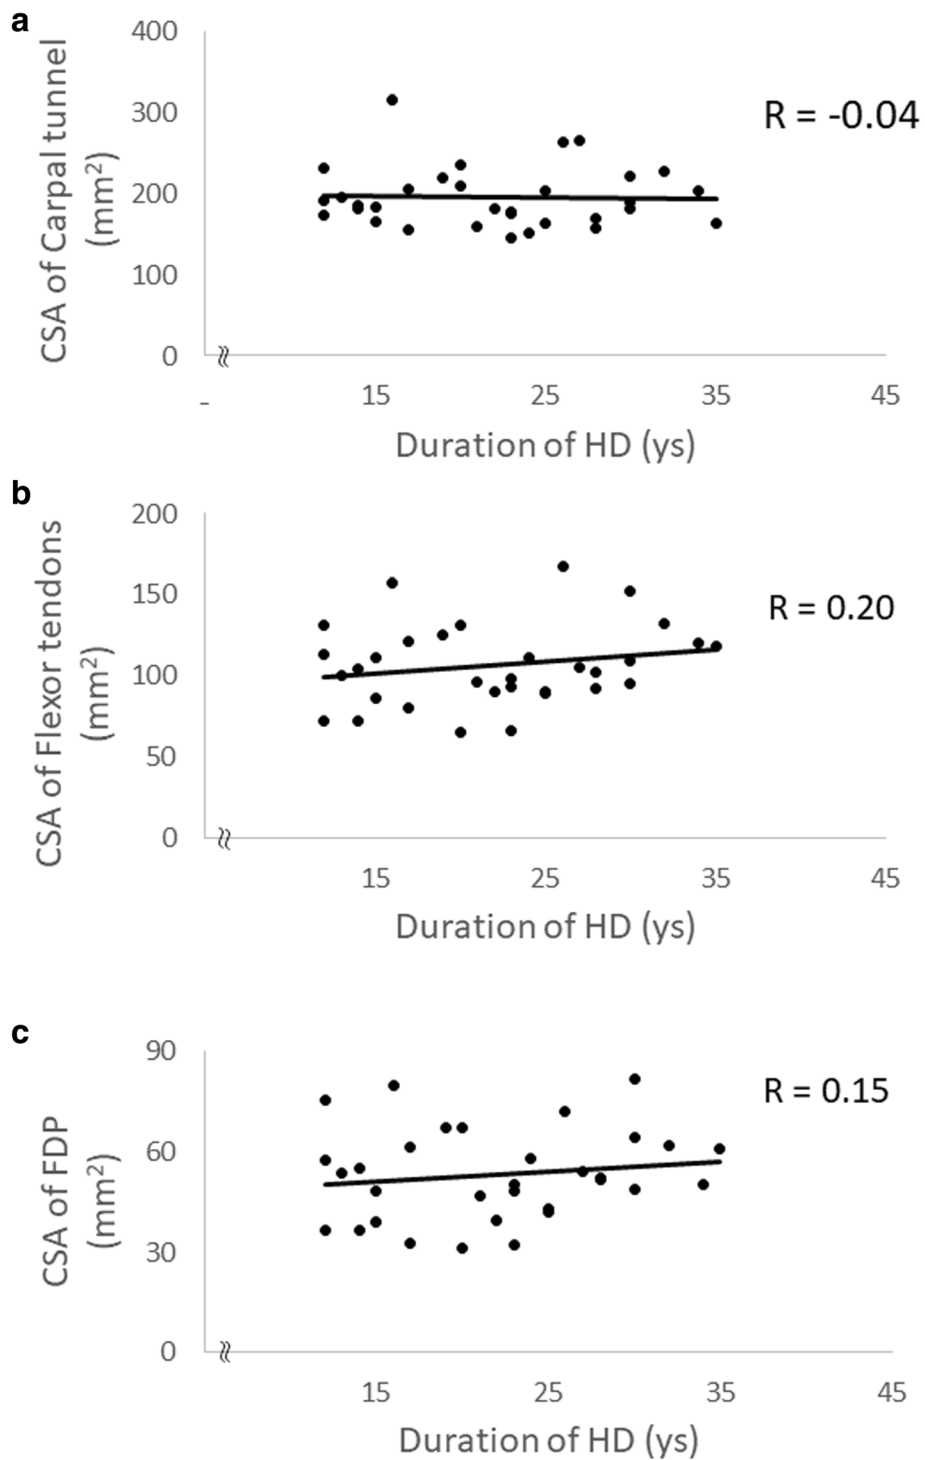 a
CSA of Carpal tunnel
(mm²)
400
300
200
100
0
R = -0.04
-
15 25 35 45
Duration of HD (ys)
b
CSA of Flexor tendons
(mm²)
200
150
100
50
0
R = 0.20
15 25 35 45
Duration of HD (ys)
c
CSA of FDP
(mm²)
90
60
30
0
R = 0.15
15 25 35 45
Duration of HD (ys)